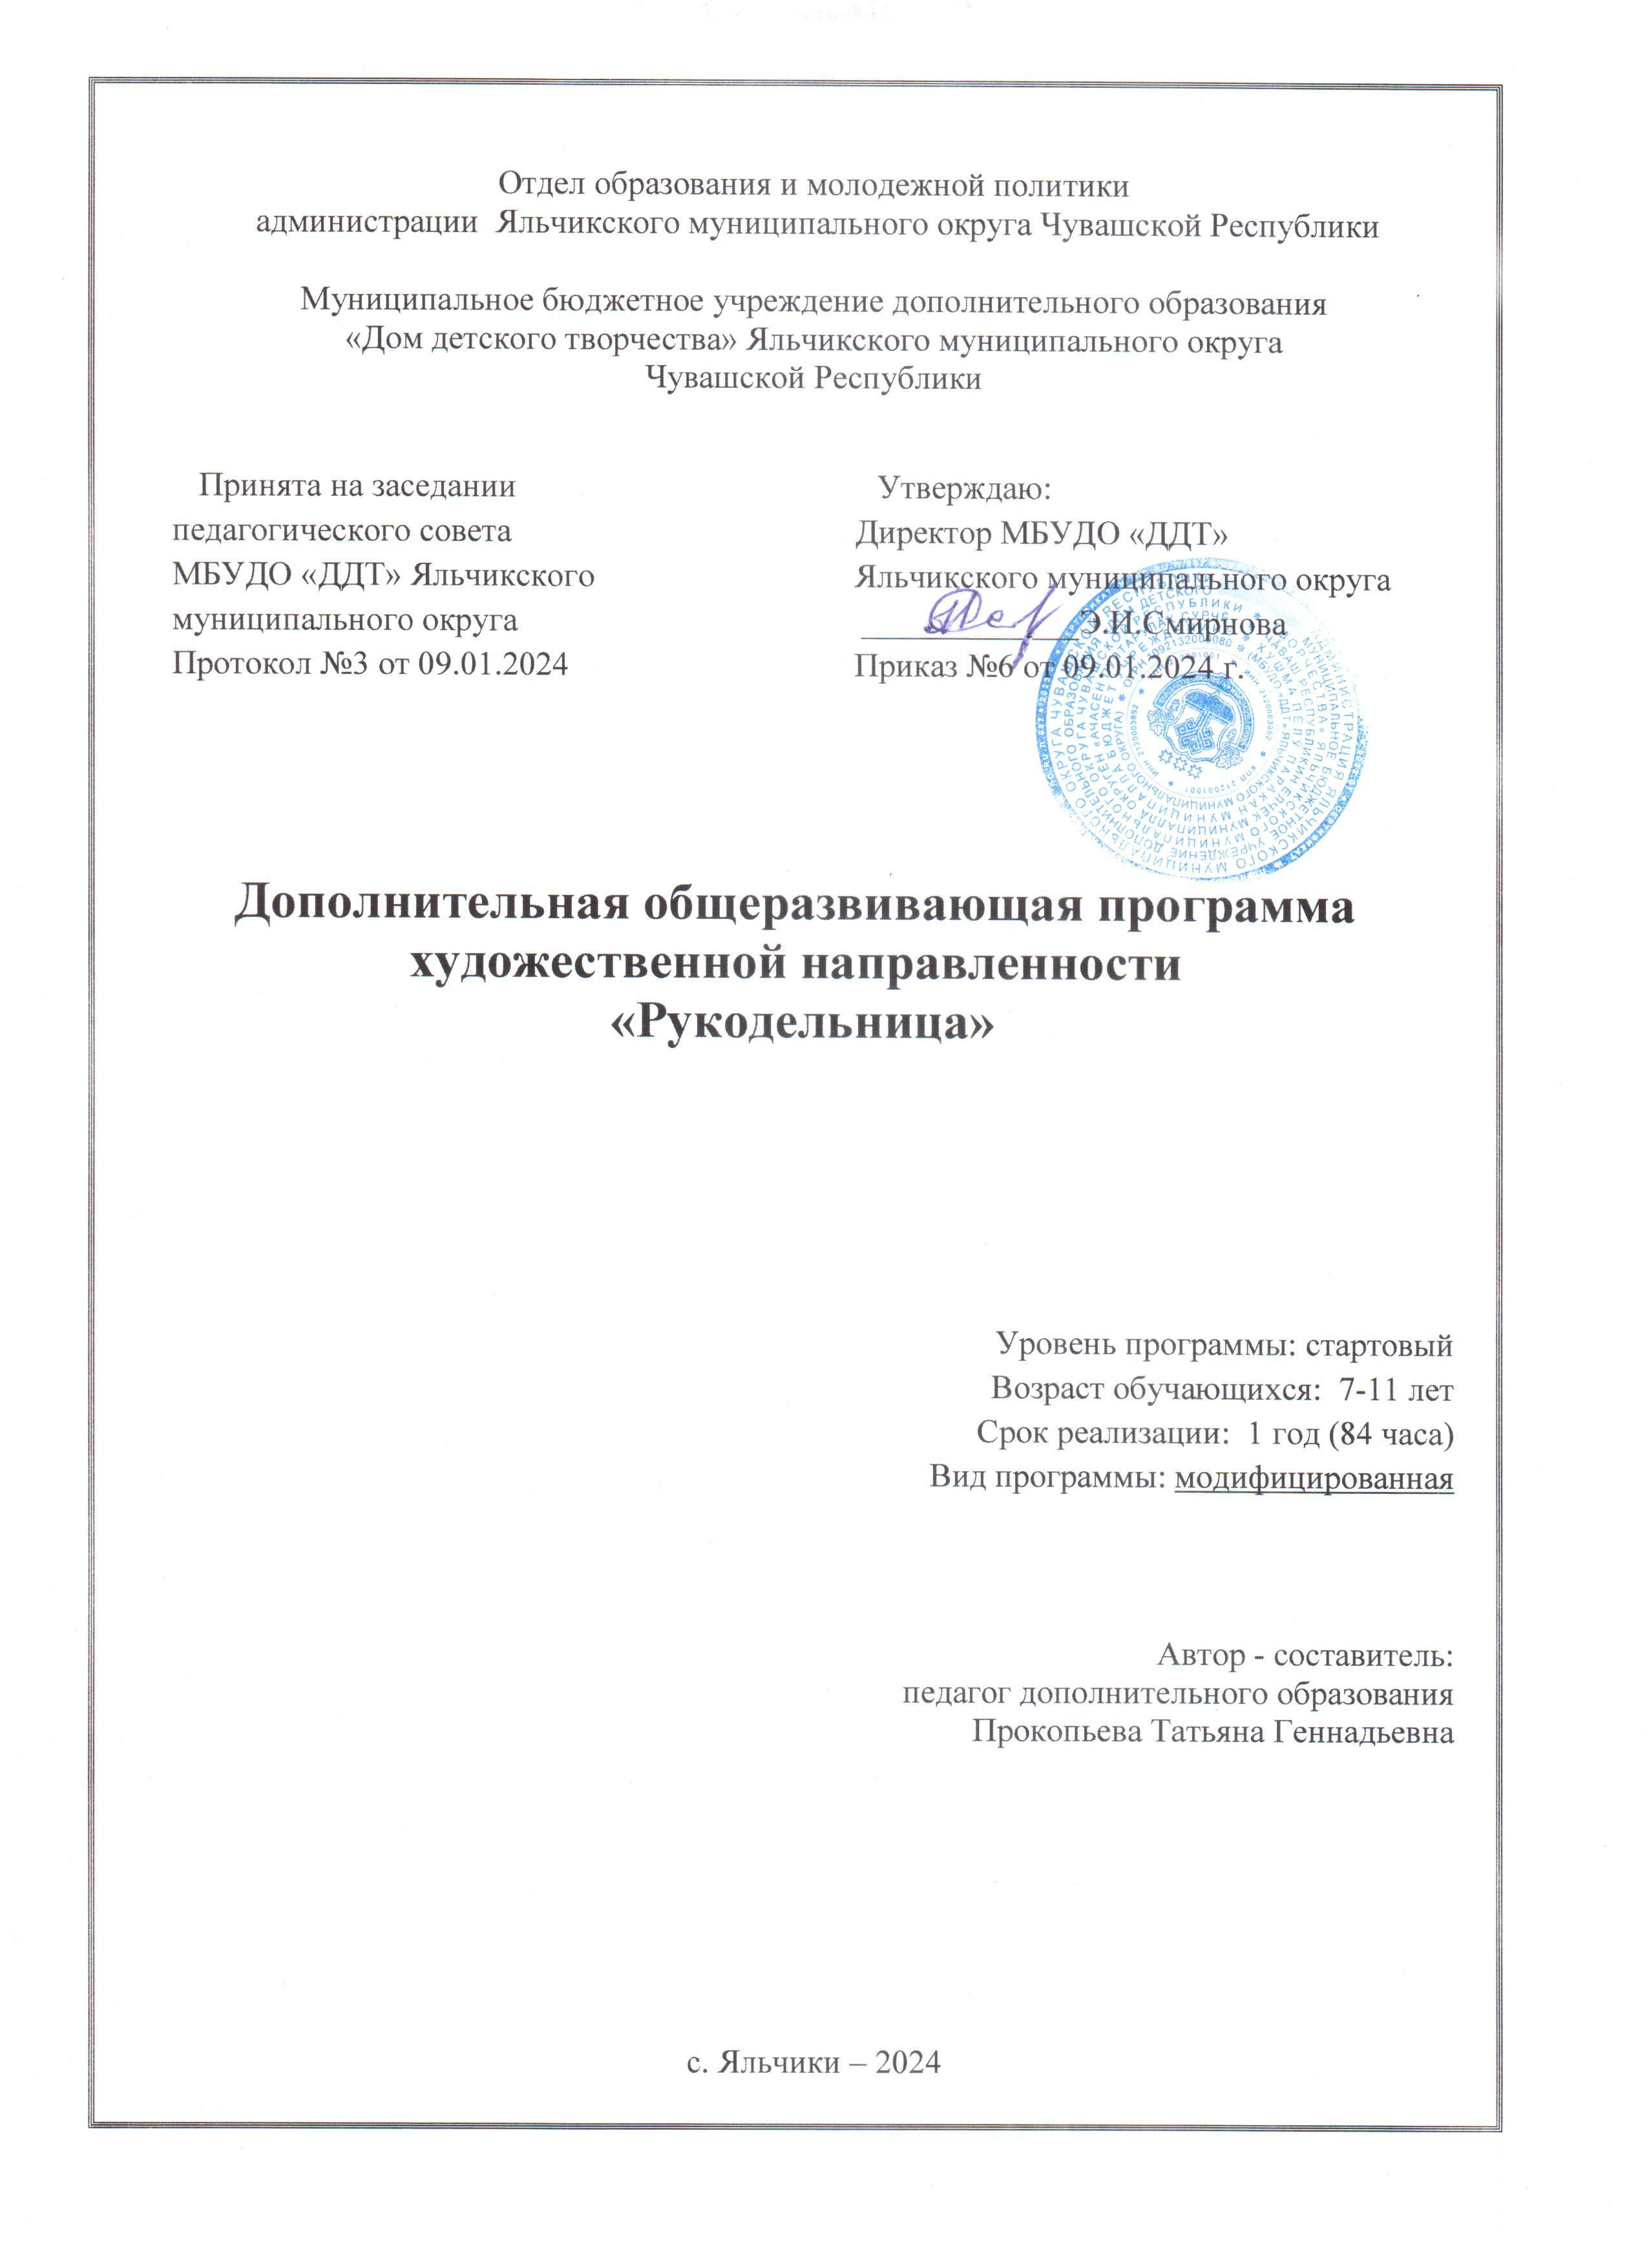 Отдел образования и молодежной политики
администрации Яльчикского муниципального округа Чувашской Республики
Муниципальное бюджетное учреждение дополнительного образования
«Дом детского творчества» Яльчикского муниципального округа
Чувашской Республики
Принята на заседании
педагогического совета
МБУДО «ДДТ» Яльчикского
муниципального округа
Протокол №3 от 09.01.2024
Утверждаю:
Директор МБУДО «ДДТ»
Яльчикского муниципального округа
_____________Э.И.Смирнова
Приказ №6 от 09.01.2024 г.
Дополнительная общеразвивающая программа
художественной направленности
«Рукодельница»
Уровень программы: стартовый
Возраст обучающихся: 7-11 лет
Срок реализации: 1 год (84 часа)
Вид программы: модифицированная
Автор - составитель:
педагог дополнительного образования
Прокопьева Татьяна Геннадьевна
с. Яльчики – 2024